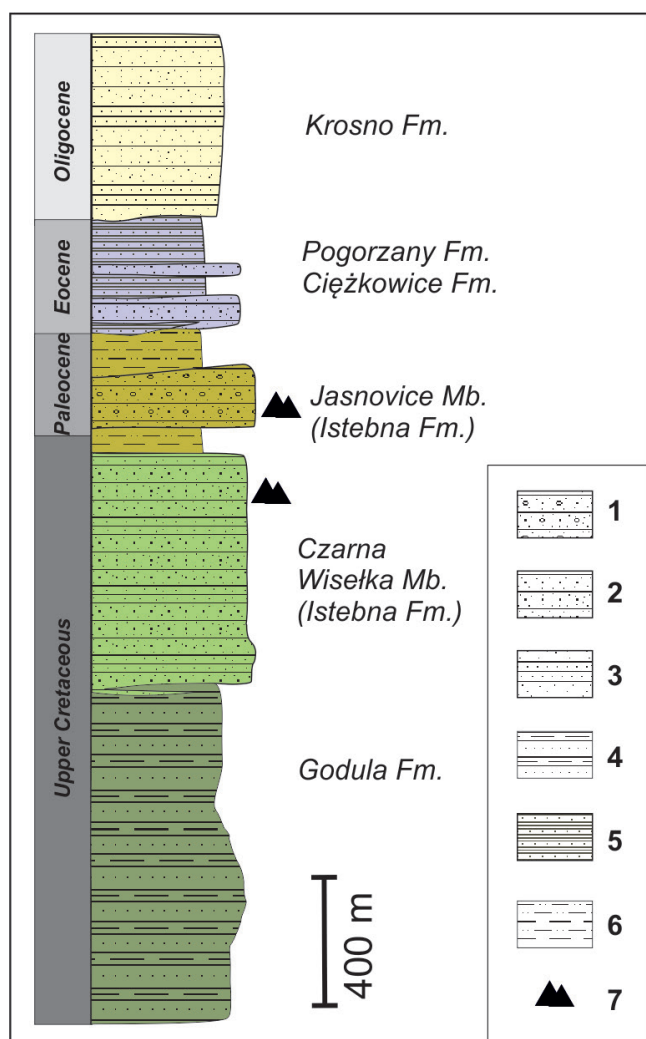 Oligocene
Krosno Fm.
Eocene
Pogorzany Fm.
Ciężkowice Fm.
Paleocene
Jasnovice Mb.
(Istebna Fm.)
Upper Cretaceous
Czarna
Wisełka Mb.
(Istebna Fm.)
Godula Fm.
400 m
1
2
3
4
5
6
7